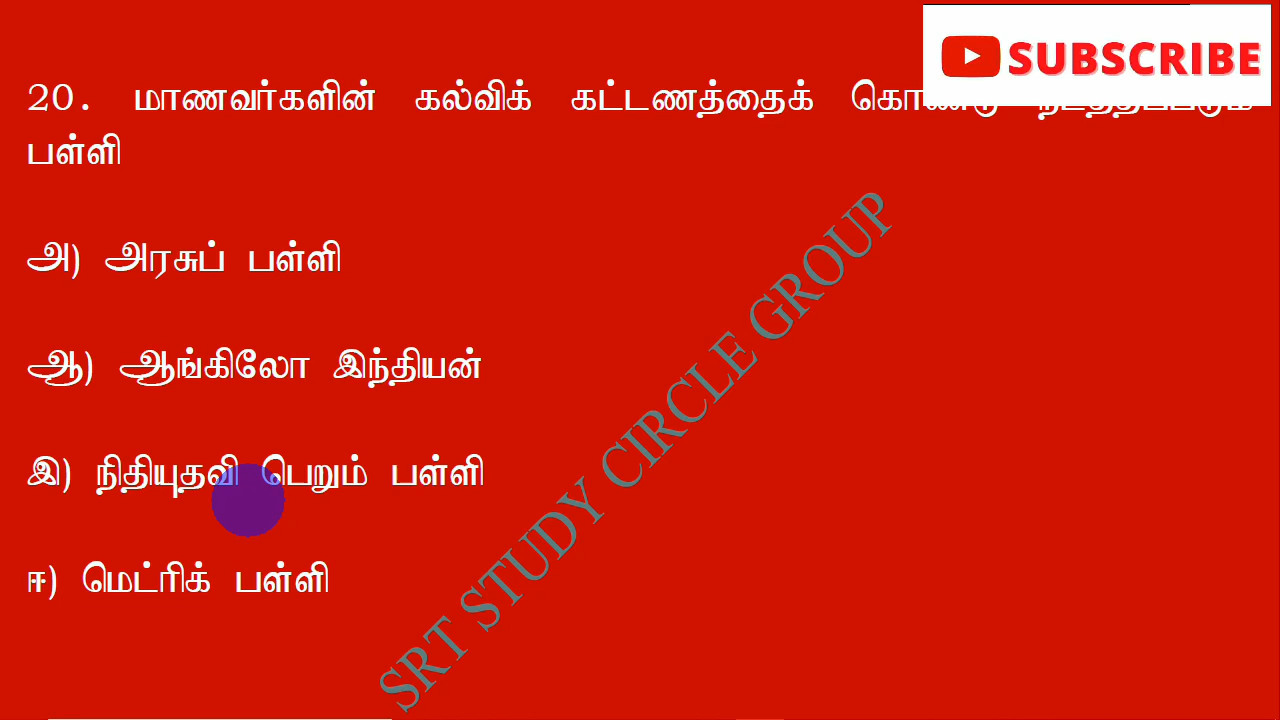 SUBSCRIBE
20. மாணவர்களின் கல்விக் கட்டணத்தைக் கொண்டு
பள்ளி
அ) அரசுப் பள்ளி
ஆ) ஆங்கிலோ இந்தியன்
இ) நிதியுதவி பெறும் பள்ளி
ஈ) மெட்ரிக் பள்ளி
SRT STUDY CIRCLE GROUP